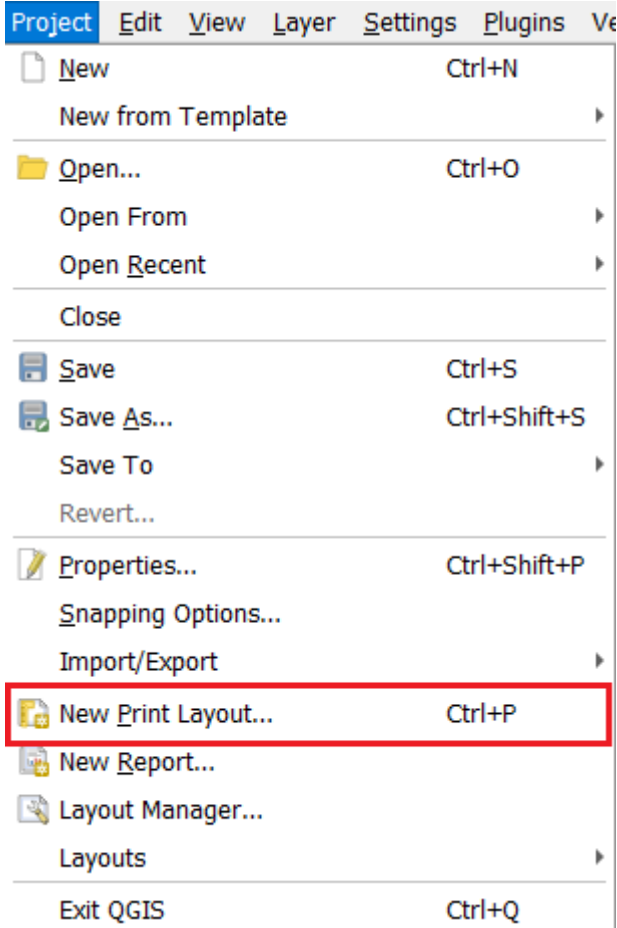 Project Edit View Layer Settings Plugins Ve
New Ctrl+N
New from Template
Open... Ctrl+O
Open From
Open Recent
Close
Save Ctrl+S
Save As... Ctrl+Shift+S
Save To
Revert...
Properties... Ctrl+Shift+P
Snapping Options...
Import/Export
New Print Layout... Ctrl+P
New Report...
Layout Manager...
Layouts
Exit QGIS Ctrl+Q